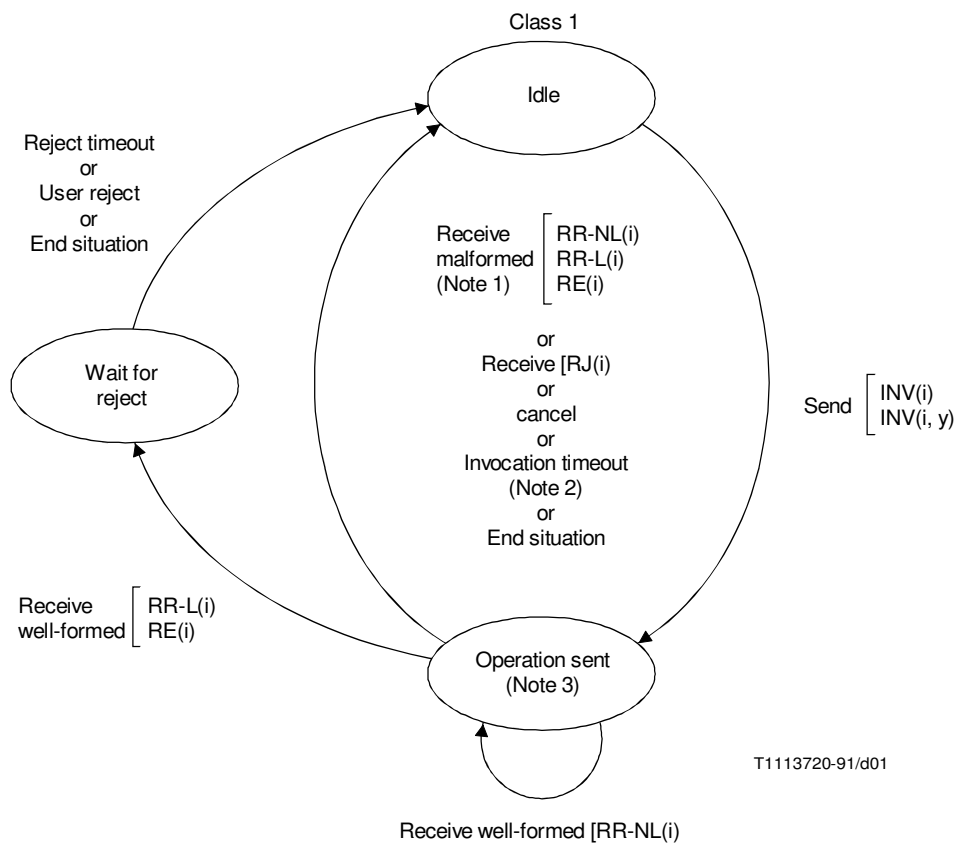 Class 1
Idle
Reject timeout
or
User reject
or
End situation
Receive
malformed
(Note 1)
RR-NL(i)
RR-L(i)
RE(i)
or
Receive [RJ(i)
or
cancel
or
Invocation timeout
(Note 2)
or
End situation
Wait for
reject
Send
INV(i)
INV(i, y)
Receive
well-formed
RR-L(i)
RE(i)
Operation sent
(Note 3)
T1113720-91/d01
Receive well-formed [RR-NL(i)